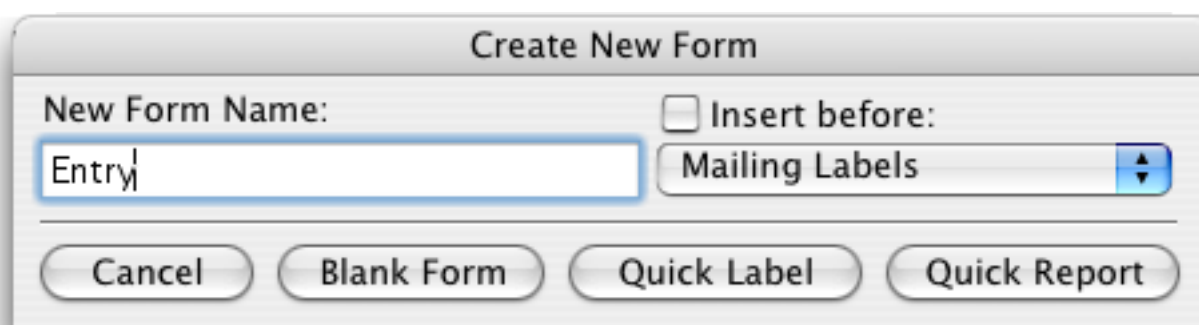 Create New Form
New Form Name:
Insert before:
Entry
Mailing Labels
Cancel
Blank Form
Quick Label
Quick Report